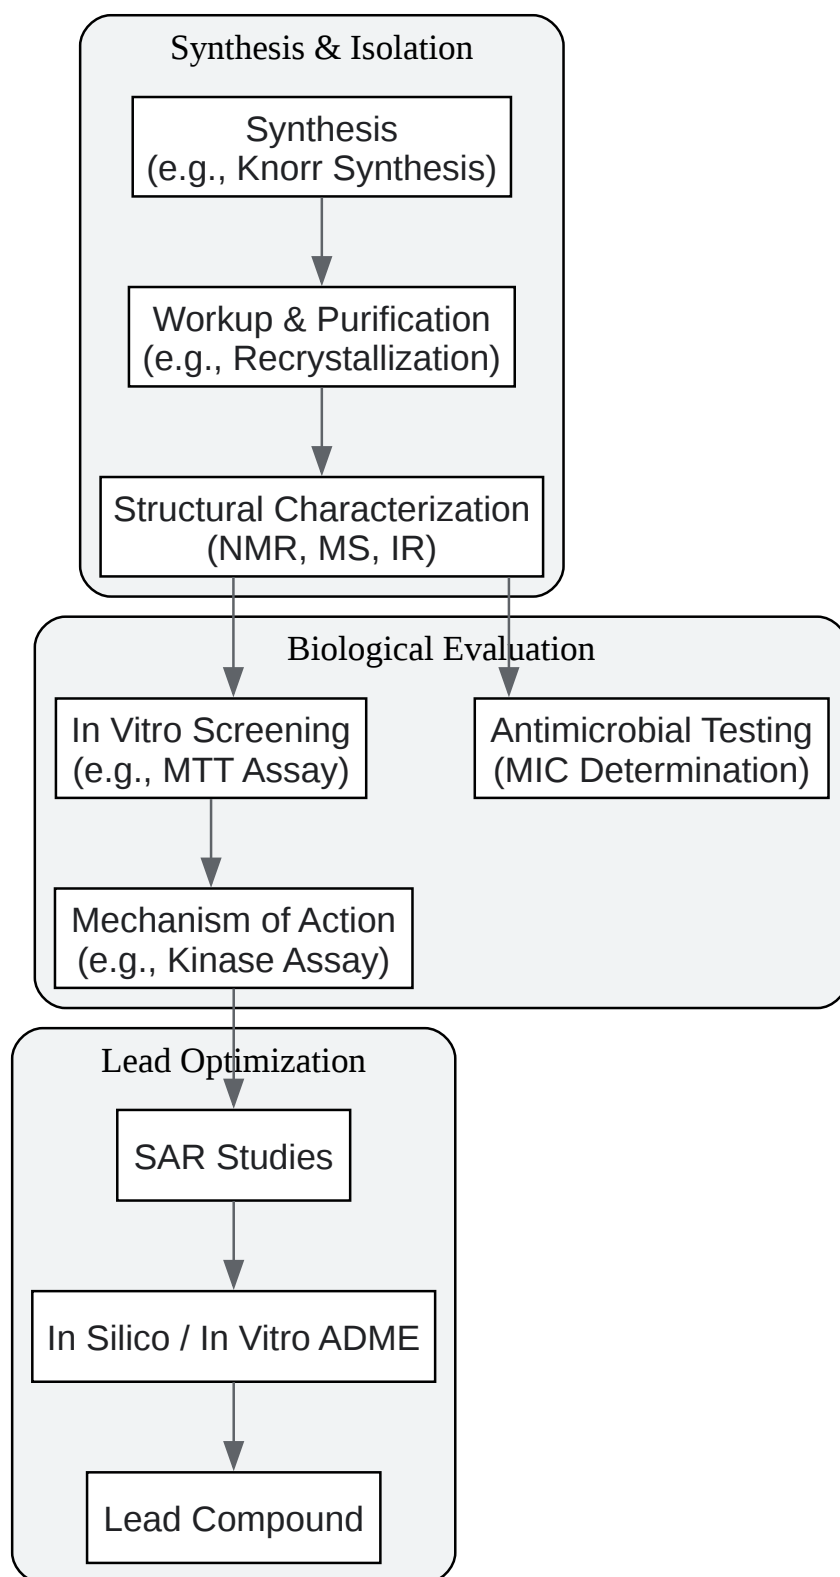 Synthesis & Isolation
Synthesis
(e.g., Knorr Synthesis)
Workup & Purification
(e.g., Recrystallization)
Structural Characterization
(NMR, MS, IR)
Biological Evaluation
In Vitro Screening
(e.g., MTT Assay)
Antimicrobial Testing
(MIC Determination)
Mechanism of Action
(e.g., Kinase Assay)
Lead Optimization
SAR Studies
In Silico / In Vitro ADME
Lead Compound